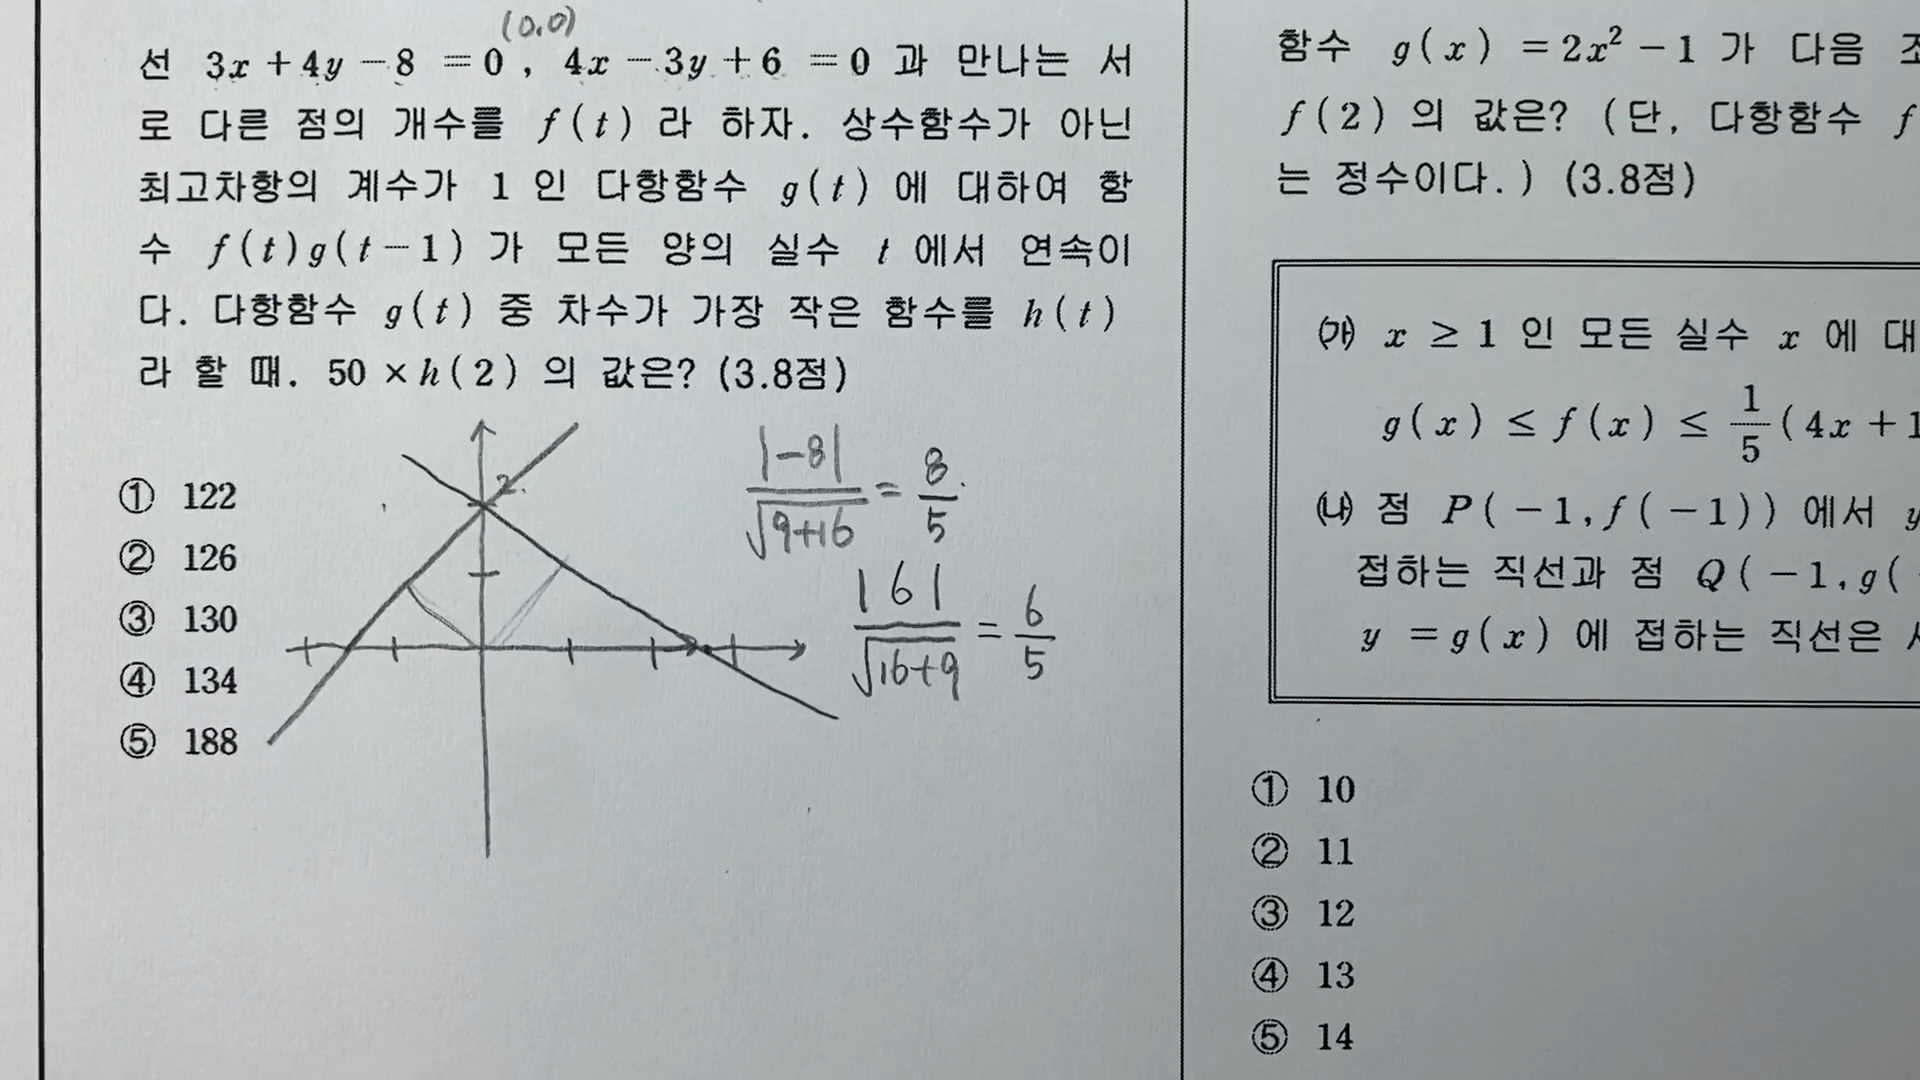 (0.0)
선 3x + 4y - 8 = 0 , 4x - 3y + 6 = 0 과 만나는 서
로 다른 점의 개수를 f(t) 라 하자. 상수함수가 아닌
최고차항의 계수가 1 인 다항함수 g(t) 에 대하여 함
수 f(t)g(t-1) 가 모든 양의 실수 t 에서 연속이
다. 다항함수 g(t) 중 차수가 가장 작은 함수를 h(t)
라 할 때. 50 × h(2) 의 값은? (3.8점)
① 122
② 126
③ 130
④ 134
⑤ 188
2
|-8|/√9+16 = 8/5
|6|/√16+9 = 6/5
함수 g(x) = 2x² - 1 가 다음
f(2) 의 값은? (단, 다항함수 f
는 정수이다.) (3.8점)
㈎ x ≥ 1 인 모든 실수 x 에 대
g(x) ≤ f(x) ≤ 1/5 (4x + 1
㈏ 점 P(-1, f(-1)) 에서 y
접하는 직선과 점 Q(-1, g(
y = g(x) 에 접하는 직선은
① 10
② 11
③ 12
④ 13
⑤ 14